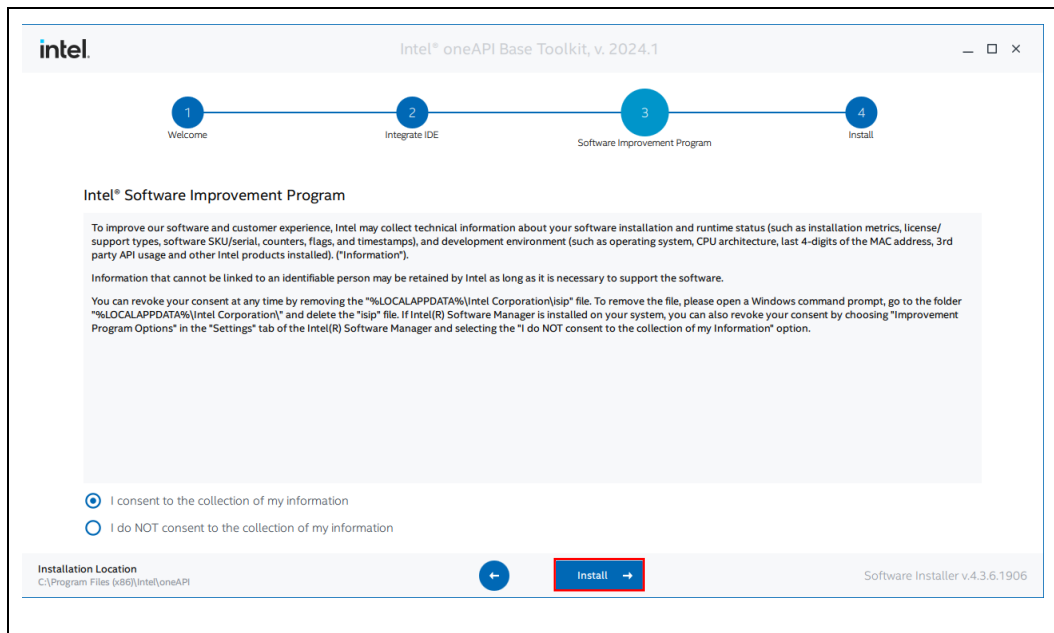 intel.
Intel® oneAPI Base Toolkit, v. 2024.1
1
2
3
4
Welcome
Integrate IDE
Software Improvement Program
Install
Intel® Software Improvement Program
To improve our software and customer experience, Intel may collect technical information about your software installation and runtime status (such as installation metrics, license/
support types, software SKU/serial, counters, flags, and timestamps), and development environment (such as operating system, CPU architecture, last 4-digits of the MAC address, 3rd
party API usage and other Intel products installed). ("Information").
Information that cannot be linked to an identifiable person may be retained by Intel as long as it is necessary to support the software.
You can revoke your consent at any time by removing the "%LOCALAPPDATA%\Intel Corporation\isip" file. To remove the file, please open a Windows command prompt, go to the folder
"%LOCALAPPDATA%\Intel Corporation\" and delete the "isip" file. If Intel(R) Software Manager is installed on your system, you can also revoke your consent by choosing "Improvement
Program Options" in the "Settings" tab of the Intel(R) Software Manager and selecting the "I do NOT consent to the collection of my Information" option.
I consent to the collection of my information
I do NOT consent to the collection of my information
Installation Location
C:\Program Files (x86)\Intel\oneAPI
Install
Software Installer v.4.3.6.1906